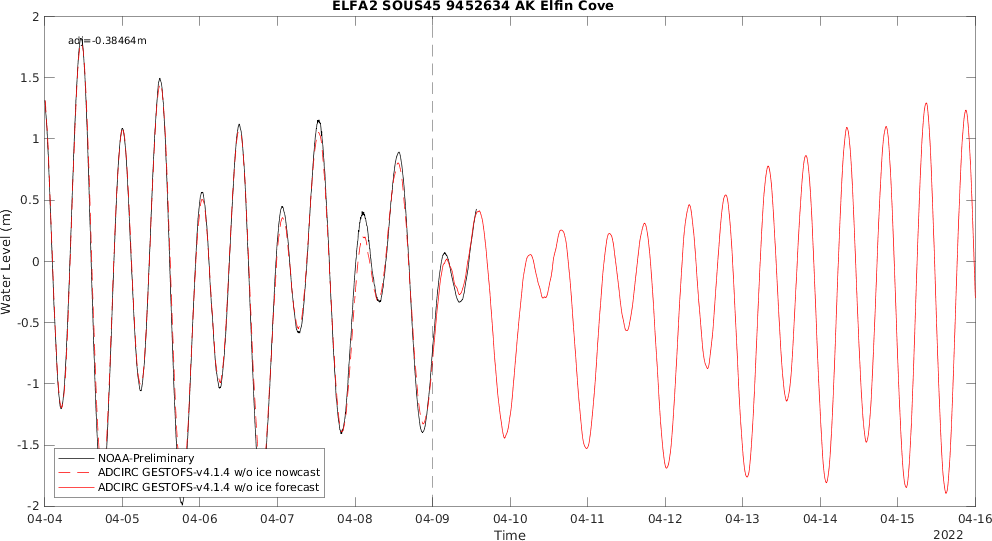 ELFA2 SOUS45 9452634 AK Elfin Cove
adj=-0.38464m
Water Level (m)
2
1.5
1
0.5
0
-0.5
-1
-1.5
-2
NOAA-Preliminary
ADCIRC GESTOFS-v4.1.4 w/o ice nowcast
ADCIRC GESTOFS-v4.1.4 w/o ice forecast
04-04 04-05 04-06 04-07 04-08 04-09 04-10 04-11 04-12 04-13 04-14 04-15 04-16
Time
2022